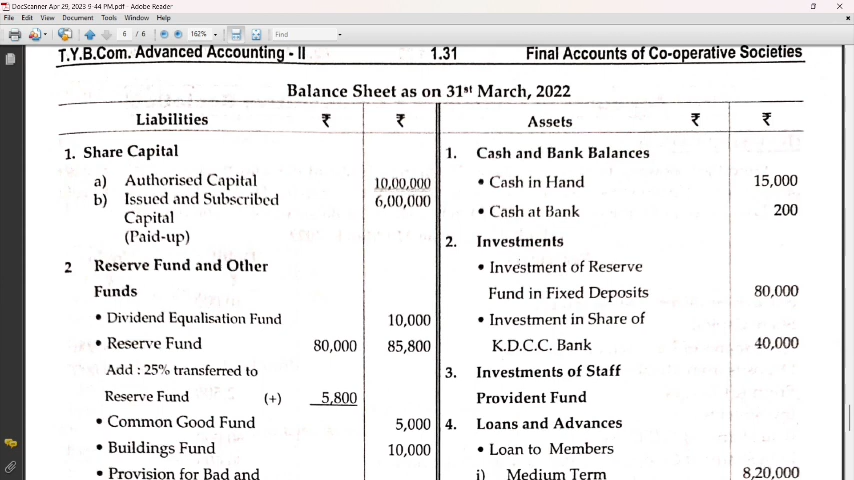 DocScanner Apr 29, 2023 9-44 PM.pdf - Adobe Reader
File Edit View Document Tools Window Help
6 / 6 162% Find
T.Y.B.Com. Advanced Accounting - II 1.31 Final Accounts of Co-operative Societies
Balance Sheet as on 31st March, 2022
Liabilities ₹ ₹ Assets ₹ ₹
1. Share Capital
a) Authorised Capital 10,00,000
b) Issued and Subscribed 6,00,000
Capital
(Paid-up)
2 Reserve Fund and Other
Funds
• Dividend Equalisation Fund 10,000
• Reserve Fund 80,000 85,800
Add : 25% transferred to
Reserve Fund (+) 5,800
• Common Good Fund 5,000
• Buildings Fund 10,000
• Provision for Bad and
1. Cash and Bank Balances
• Cash in Hand 15,000
• Cash at Bank 200
2. Investments
• Investment of Reserve
Fund in Fixed Deposits 80,000
• Investment in Share of
K.D.C.C. Bank 40,000
3. Investments of Staff
Provident Fund
4. Loans and Advances
• Loan to Members
i) Medium Term 8,20,000